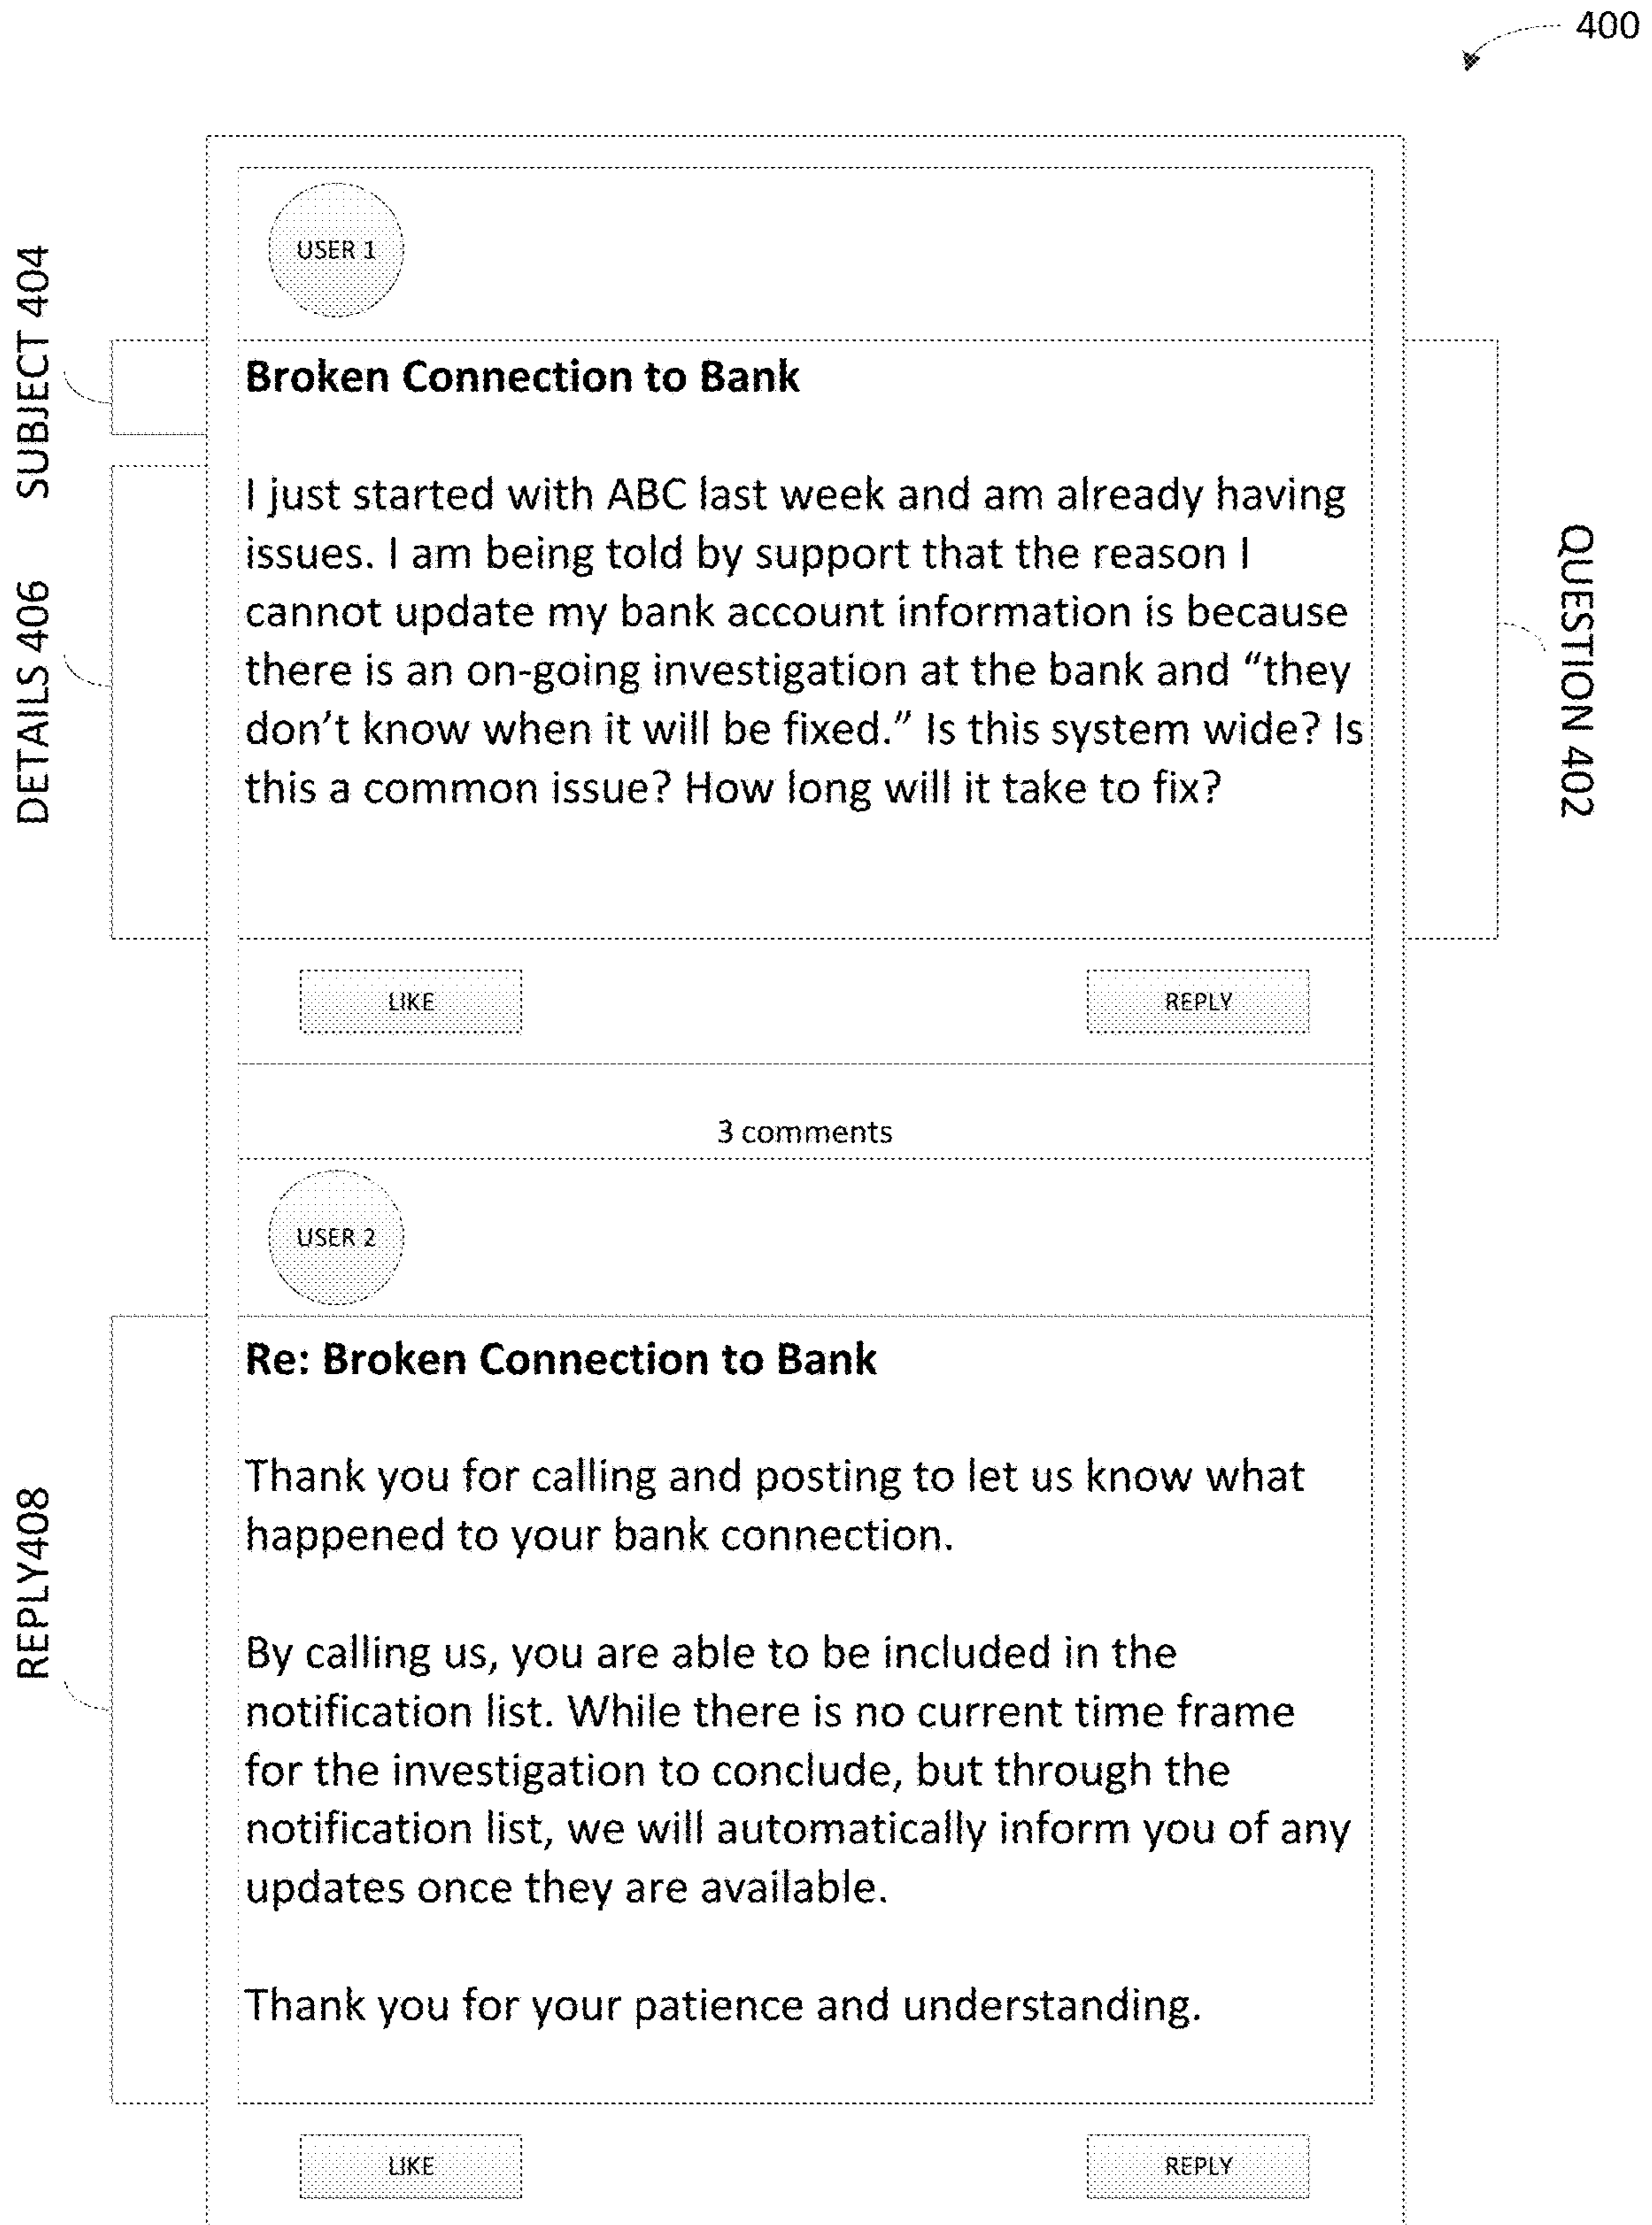 400
USER 1
SUBJECT 404
Broken Connection to Bank
DETAILS 406
I just started with ABC last week and am already having
issues. I am being told by support that the reason I
cannot update my bank account information is because
there is an on-going investigation at the bank and “they
don’t know when it will be fixed.” Is this system wide? Is
this a common issue? How long will it take to fix?
QUESTION 402
LIKE
REPLY
3 comments
USER 2
REPLY408
Re: Broken Connection to Bank
Thank you for calling and posting to let us know what
happened to your bank connection.
By calling us, you are able to be included in the
notification list. While there is no current time frame
for the investigation to conclude, but through the
notification list, we will automatically inform you of any
updates once they are available.
Thank you for your patience and understanding.
LIKE
REPLY